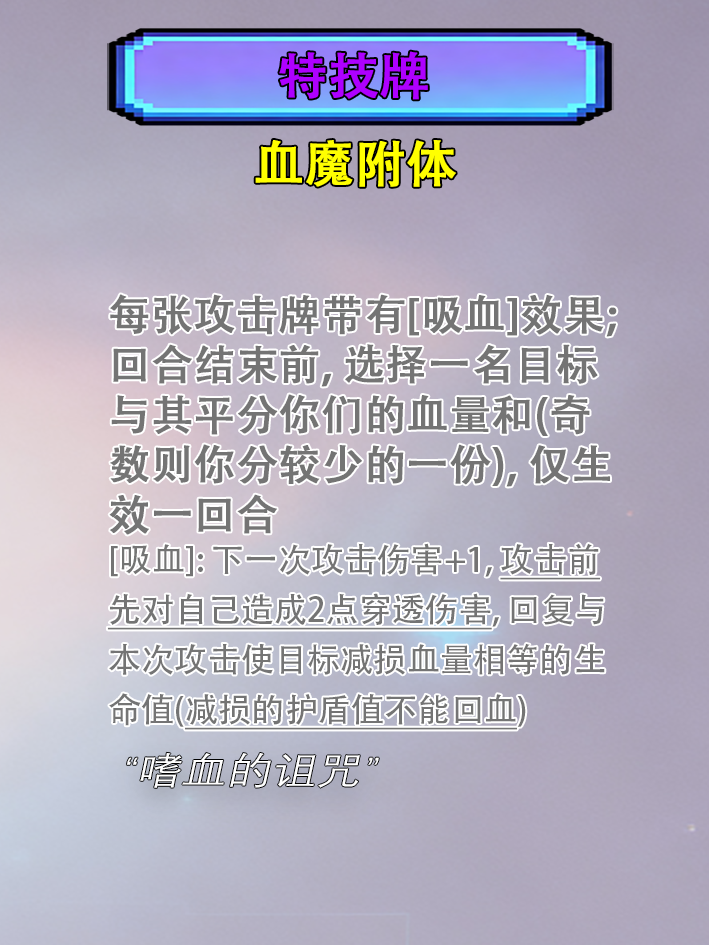 特技牌
血魔附体
每张攻击牌带有[吸血]效果;
回合结束前, 选择一名目标
与其平分你们的血量和(奇
数则你分较少的一份), 仅生
效一回合
[吸血]: 下一次攻击伤害+1, 攻击前
先对自己造成2点穿透伤害, 回复与
本次攻击使目标减损血量相等的生
命值(减损的护盾值不能回血)
“嗜血的诅咒”